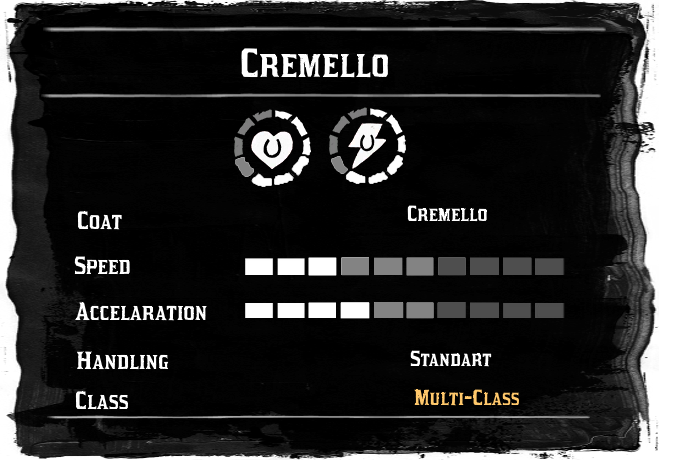 Cremello
Coat Cremello
Speed
Accelaration
Handling Standart
Class Multi-Class